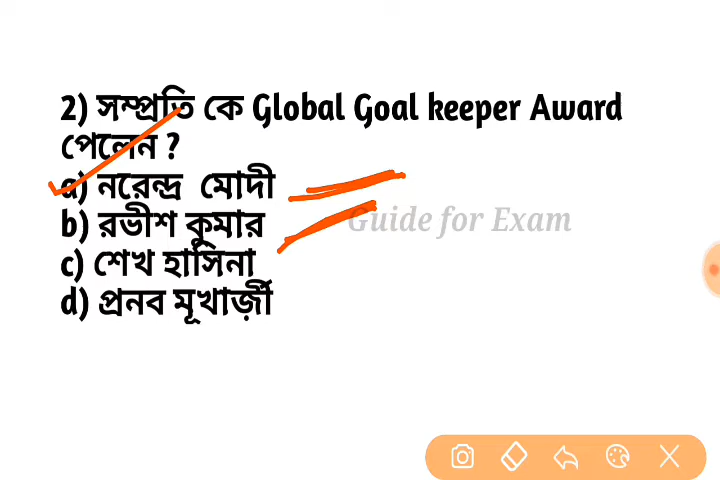 2) সম্প্রতি কে Global Goal keeper Award
পেলেন ?
a) নরেন্দ্র মোদী
b) রভীশ কুমার
Guide for Exam
c) শেখ হাসিনা
d) প্রনব মূখার্জ়ী